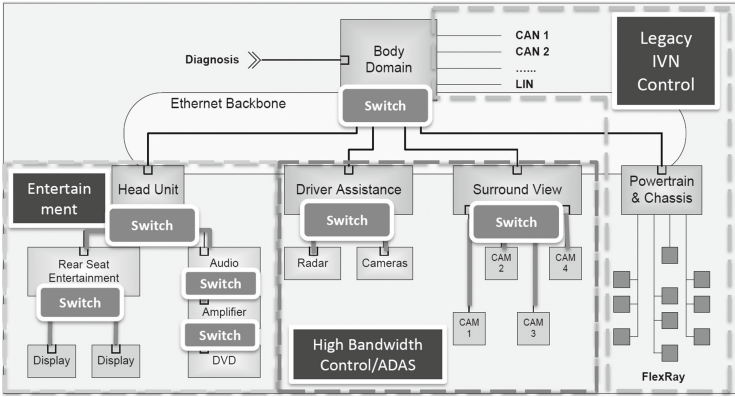 CAN 1
Body
Domain
Legacy
IVN
Control
CAN 2
Diagnosis
......
LIN
Ethernet Backbone
Switch
Entertain
ment
Head Unit
Switch
Driver Assistance
Switch
Surround View
Switch
Powertrain
& Chassis
Rear Seat
Entertainment
Switch
Audio
Switch
Amplifier
Switch
DVD
Display
Display
Radar
Cameras
CAM
2
CAM
4
CAM
1
CAM
3
High Bandwidth
Control/ADAS
FlexRay